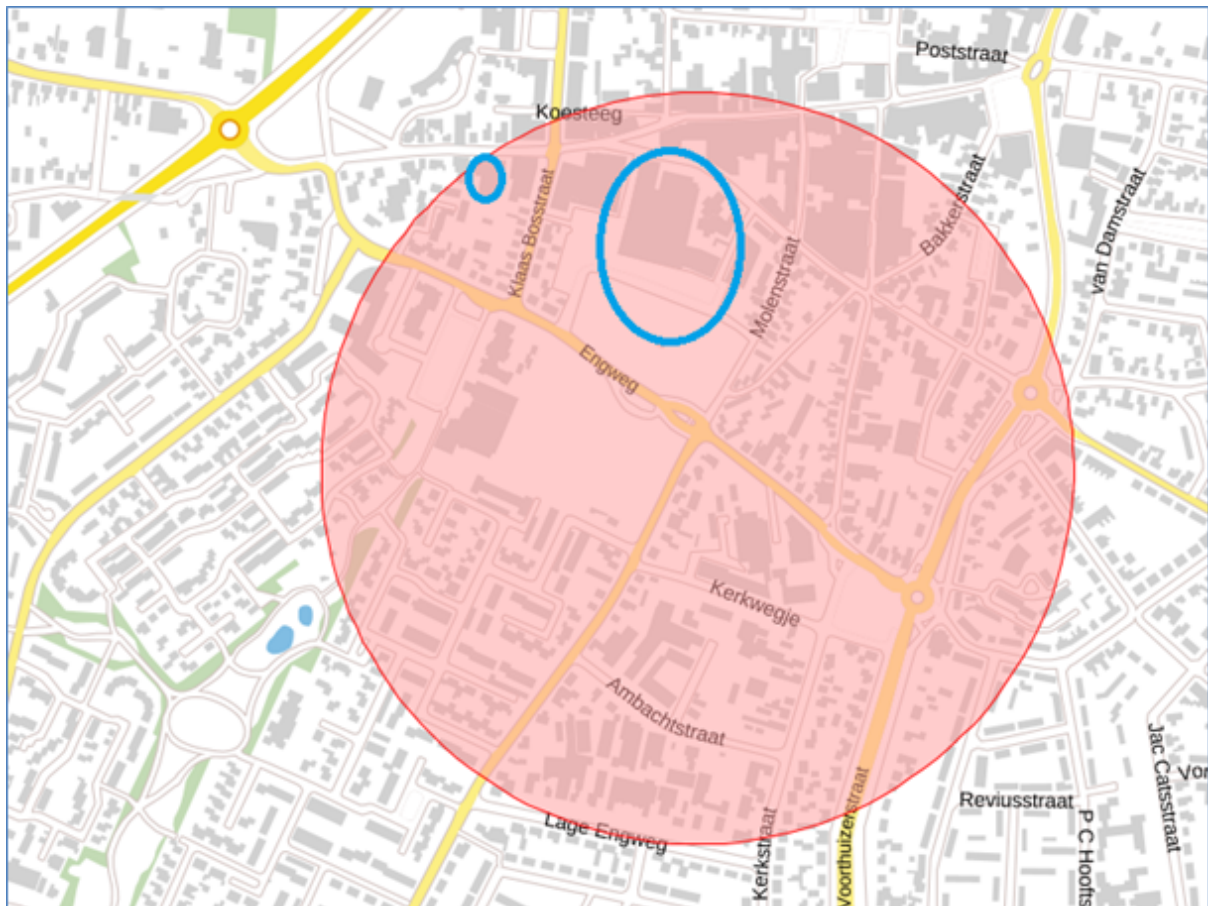 Poststraat
Koesteeg
Klaas Bosstraat
Bakkerstraat
van Damstraat
Molenstraat
Engweg
Kerkwegje
Ambachtstraat
Jac Catsstraat
Vor
Reviusstraat
Lage Engweg
Kerkstraat
Voorthuizerstraat
P C Hoofts